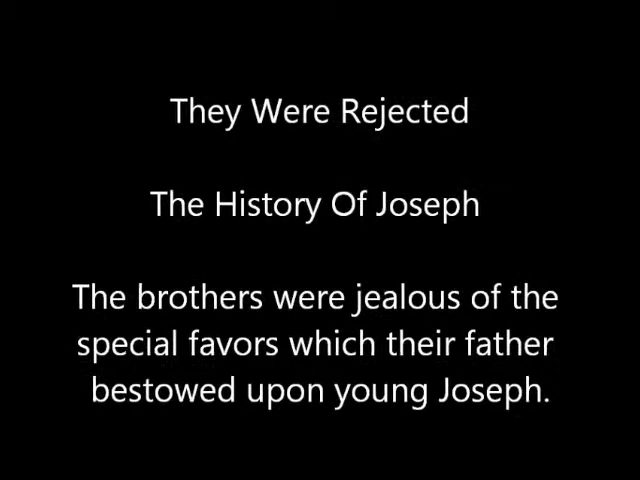 They Were Rejected
The History Of Joseph
The brothers were jealous of the
special favors which their father
bestowed upon young Joseph.